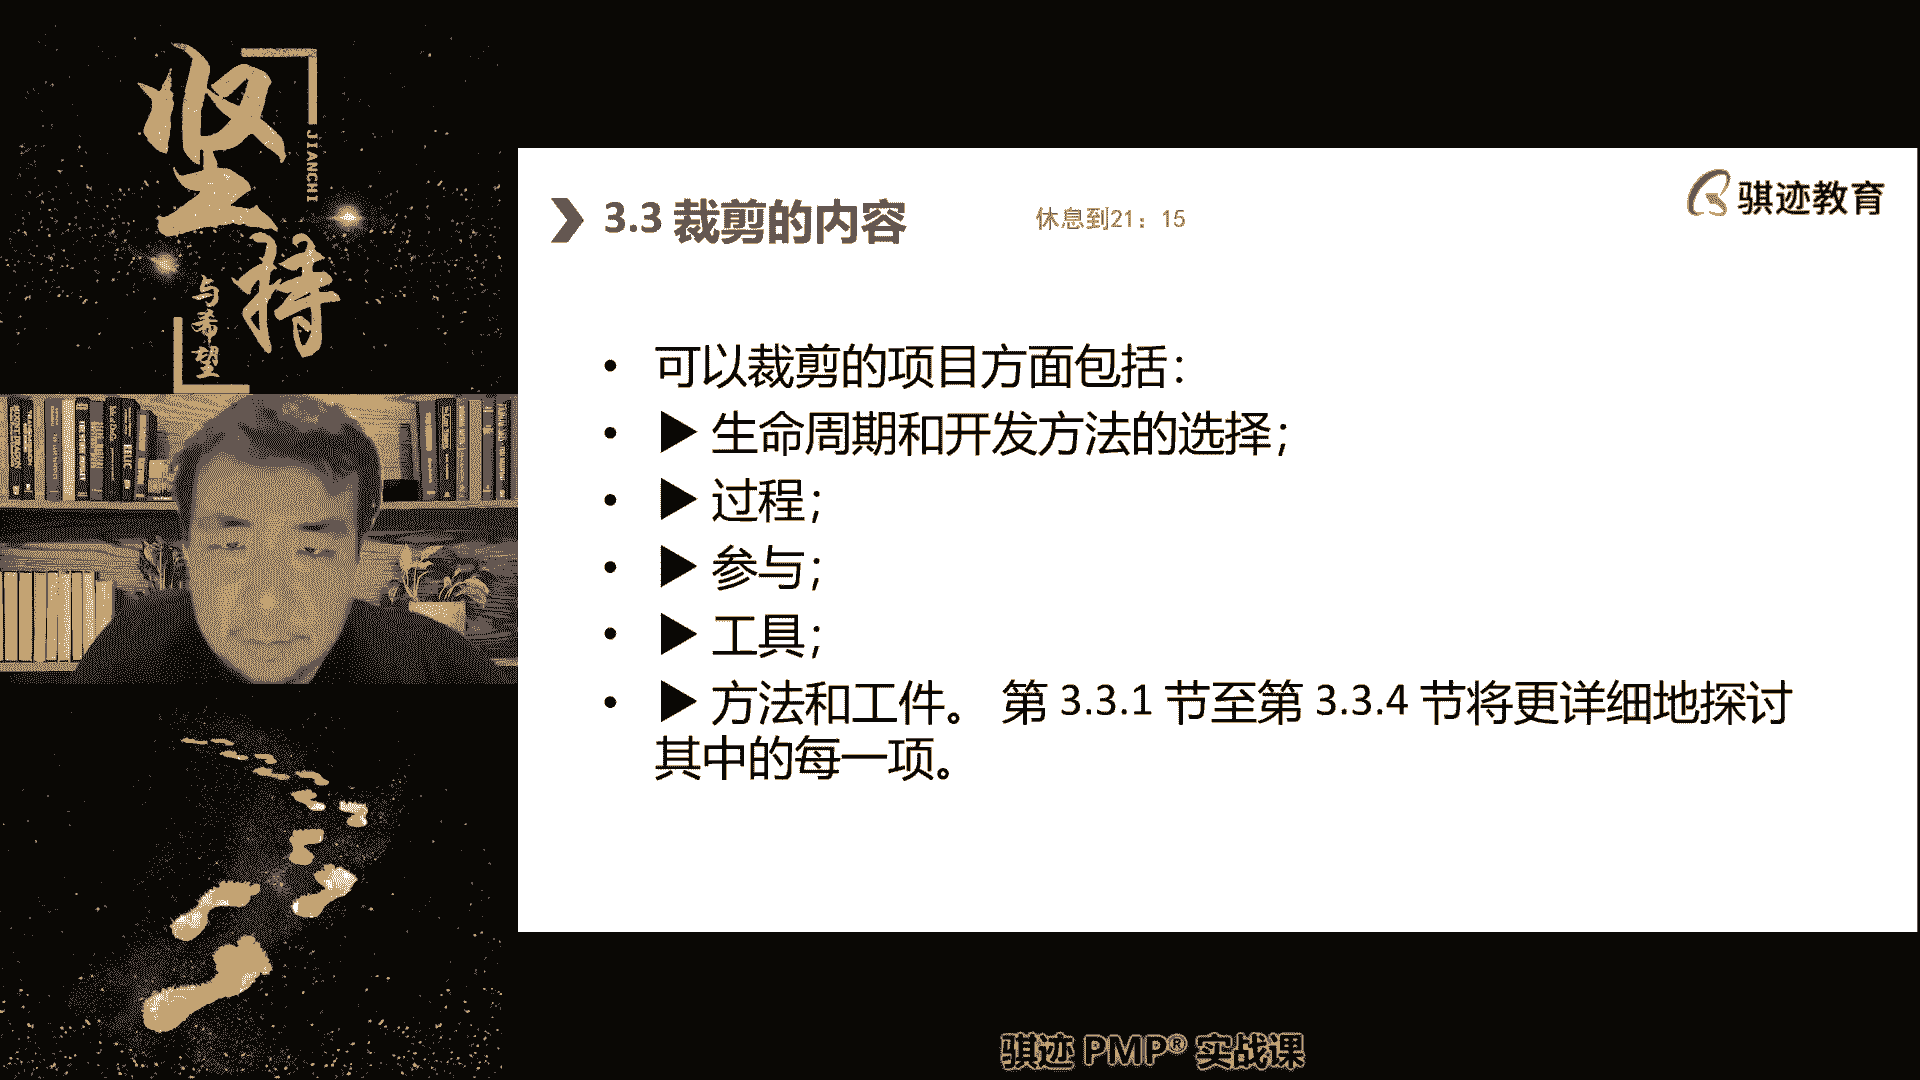 坚持
JIANCHI
与希望
3.3 裁剪的内容
休息到21：15
骐迹教育
• 可以裁剪的项目方面包括：
• ▶ 生命周期和开发方法的选择；
• ▶ 过程；
• ▶ 参与；
• ▶ 工具；
• ▶ 方法和工件。 第 3.3.1 节至第 3.3.4 节将更详细地探讨
其中的每一项。
骐迹 PMP® 实战课